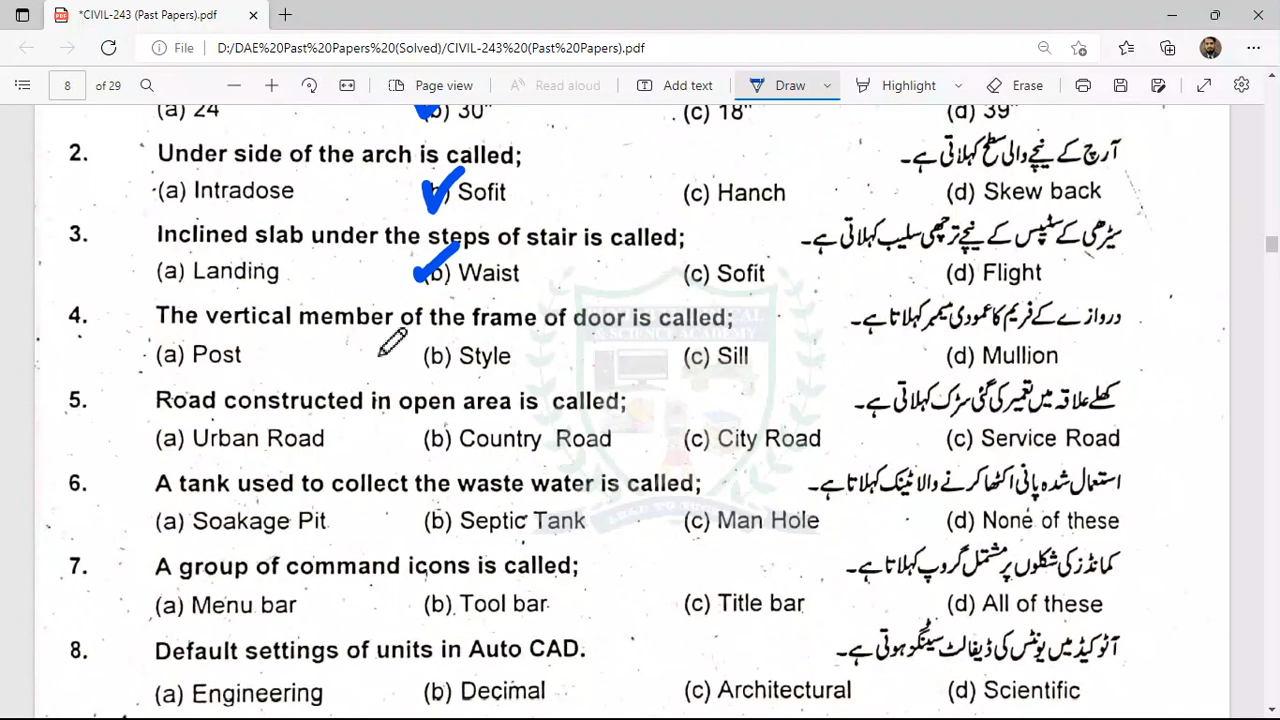 *CIVIL-243 (Past Papers).pdf
File D:/DAE%20Past%20Papers%20(Solved)/CIVIL-243%20(Past%20Papers).pdf
8 of 29 Page view Read aloud Add text Draw Highlight Erase
(a) 24 (b) 30" (c) 18" (d) 39"
2. Under side of the arch is called; آرچ کے نیچے والی سطح کہلاتی ہے۔
(a) Intradose (b) Sofit (c) Hanch (d) Skew back
3. Inclined slab under the steps of stair is called; سیڑھی کے سٹیپس کے نیچے ترچھی سلیب کہلاتی ہے۔
(a) Landing (b) Waist (c) Sofit (d) Flight
4. The vertical member of the frame of door is called; دروازے کے فریم کا عمودی ممبر کہلاتا ہے۔
(a) Post (b) Style (c) Sill (d) Mullion
5. Road constructed in open area is called; کھلے علاقہ میں تعمیر کی گئی سڑک کہلاتی ہے۔
(a) Urban Road (b) Country Road (c) City Road (c) Service Road
6. A tank used to collect the waste water is called; استعمال شدہ پانی اکٹھا کرنے والا ٹینک کہلاتا ہے۔
(a) Soakage Pit (b) Septic Tank (c) Man Hole (d) None of these
7. A group of command icons is called; کمانڈز کی شکلوں پر مشتمل گروپ کہلاتا ہے۔
(a) Menu bar (b) Tool bar (c) Title bar (d) All of these
8. Default settings of units in Auto CAD. آٹو کیڈ میں یونٹس کی ڈیفالٹ سیٹنگز ہوتی ہے۔
(a) Engineering (b) Decimal (c) Architectural (d) Scientific